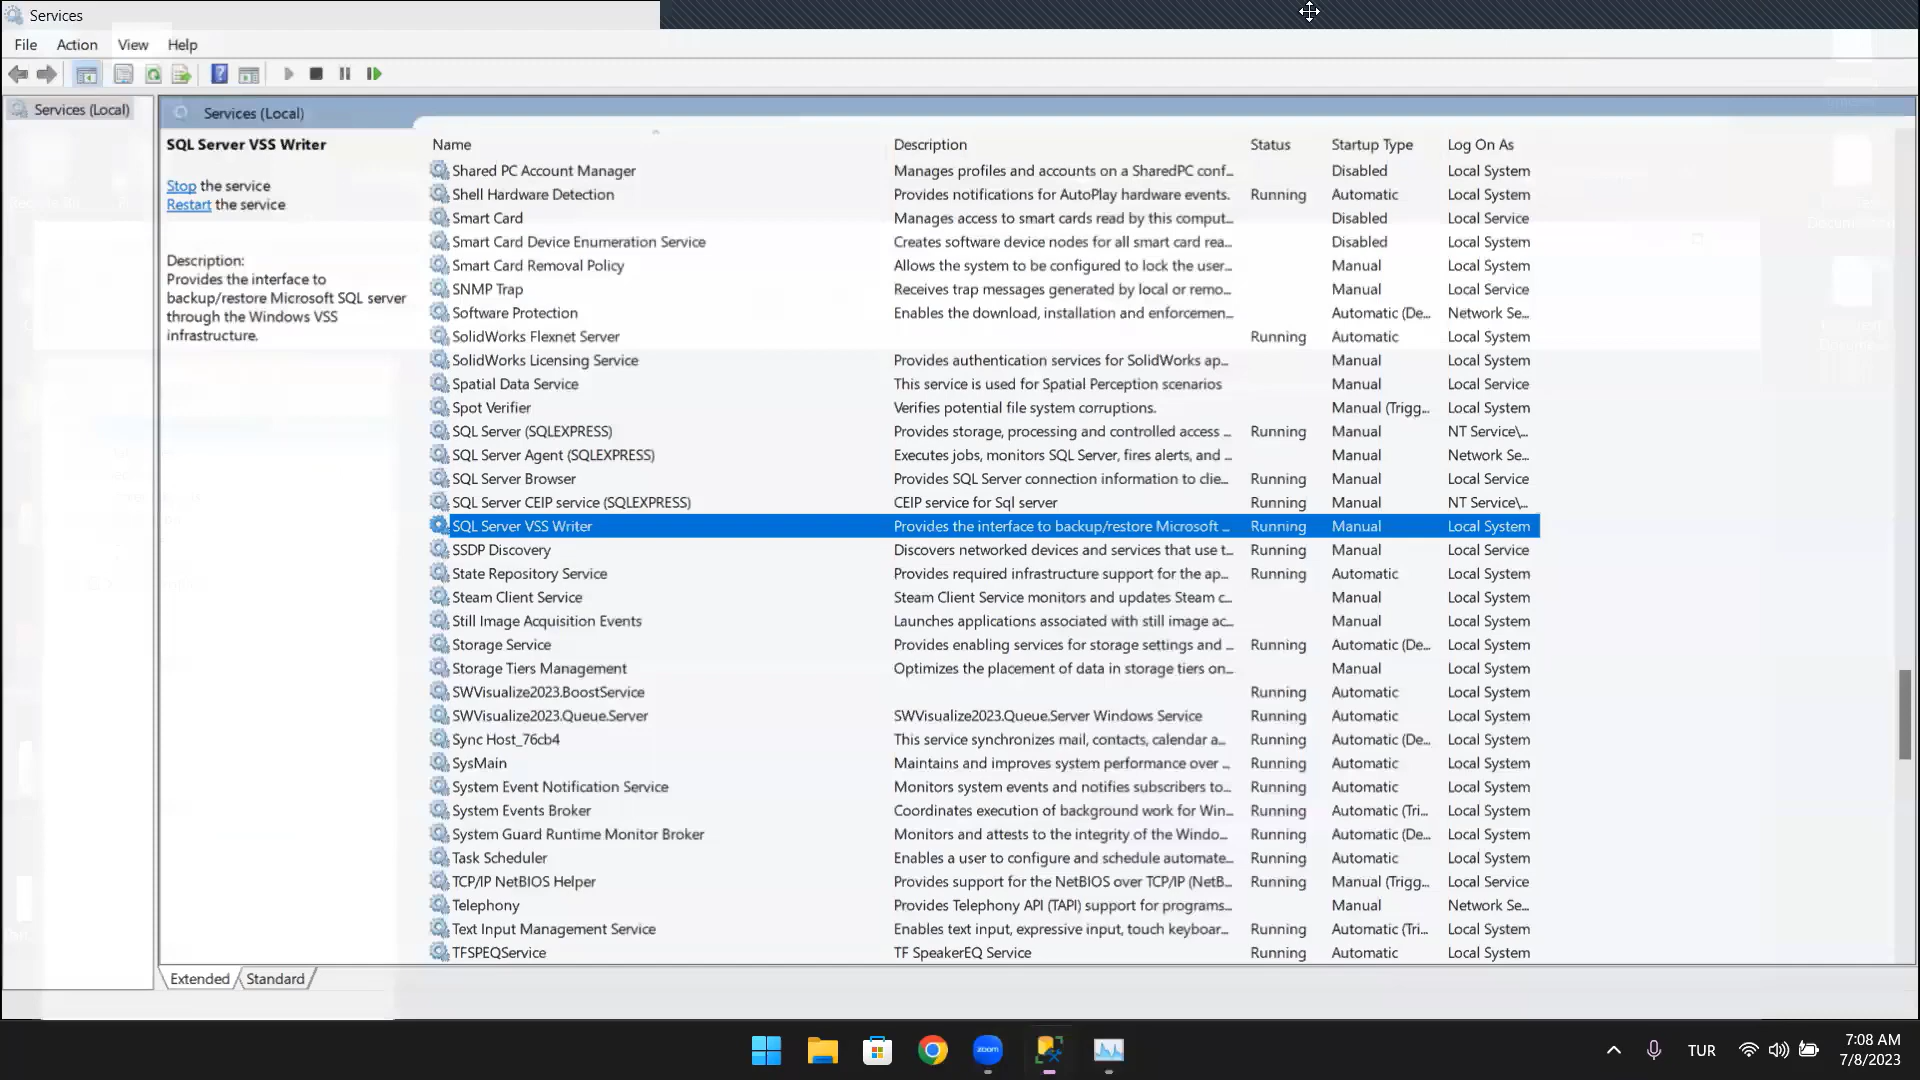 Services
File Action View Help
Services (Local)
Services (Local)
SQL Server VSS Writer
Stop the service
Restart the service
Description:
Provides the interface to
backup/restore Microsoft SQL server
through the Windows VSS
infrastructure.
Name Description Status Startup Type Log On As
Shared PC Account Manager Manages profiles and accounts on a SharedPC conf... Disabled Local System
Shell Hardware Detection Provides notifications for AutoPlay hardware events. Running Automatic Local System
Smart Card Manages access to smart cards read by this comput... Disabled Local Service
Smart Card Device Enumeration Service Creates software device nodes for all smart card rea... Disabled Local System
Smart Card Removal Policy Allows the system to be configured to lock the user... Manual Local System
SNMP Trap Receives trap messages generated by local or remo... Manual Local Service
Software Protection Enables the download, installation and enforcemen... Automatic (De... Network Se...
SolidWorks Flexnet Server Running Automatic Local System
SolidWorks Licensing Service Provides authentication services for SolidWorks ap... Manual Local System
Spatial Data Service This service is used for Spatial Perception scenarios Manual Local Service
Spot Verifier Verifies potential file system corruptions. Manual (Trigg... Local System
SQL Server (SQLEXPRESS) Provides storage, processing and controlled access ... Running Manual NT Service\...
SQL Server Agent (SQLEXPRESS) Executes jobs, monitors SQL Server, fires alerts, and ... Manual Network Se...
SQL Server Browser Provides SQL Server connection information to clie... Running Manual Local Service
SQL Server CEIP service (SQLEXPRESS) CEIP service for Sql server Running Manual NT Service\...
SQL Server VSS Writer Provides the interface to backup/restore Microsoft ... Running Manual Local System
SSDP Discovery Discovers networked devices and services that use t... Running Manual Local Service
State Repository Service Provides required infrastructure support for the ap... Running Automatic Local System
Steam Client Service Steam Client Service monitors and updates Steam c... Manual Local System
Still Image Acquisition Events Launches applications associated with still image ac... Manual Local System
Storage Service Provides enabling services for storage settings and ... Running Automatic (De... Local System
Storage Tiers Management Optimizes the placement of data in storage tiers on... Manual Local System
SWVisualize2023.BoostService Running Automatic Local System
SWVisualize2023.Queue.Server SWVisualize2023.Queue.Server Windows Service Running Automatic Local System
Sync Host_76cb4 This service synchronizes mail, contacts, calendar a... Running Automatic (De... Local System
SysMain Maintains and improves system performance over ... Running Automatic Local System
System Event Notification Service Monitors system events and notifies subscribers to... Running Automatic Local System
System Events Broker Coordinates execution of background work for Win... Running Automatic (Tri... Local System
System Guard Runtime Monitor Broker Monitors and attests to the integrity of the Windo... Running Automatic (De... Local System
Task Scheduler Enables a user to configure and schedule automate... Running Automatic Local System
TCP/IP NetBIOS Helper Provides support for the NetBIOS over TCP/IP (NetB... Running Manual (Trigg... Local Service
Telephony Provides Telephony API (TAPI) support for programs... Manual Network Se...
Text Input Management Service Enables text input, expressive input, touch keyboar... Running Automatic (Tri... Local System
TFSPEQService TF SpeakerEQ Service Running Automatic Local System
Extended Standard
zoom
TUR
7:08 AM
7/8/2023